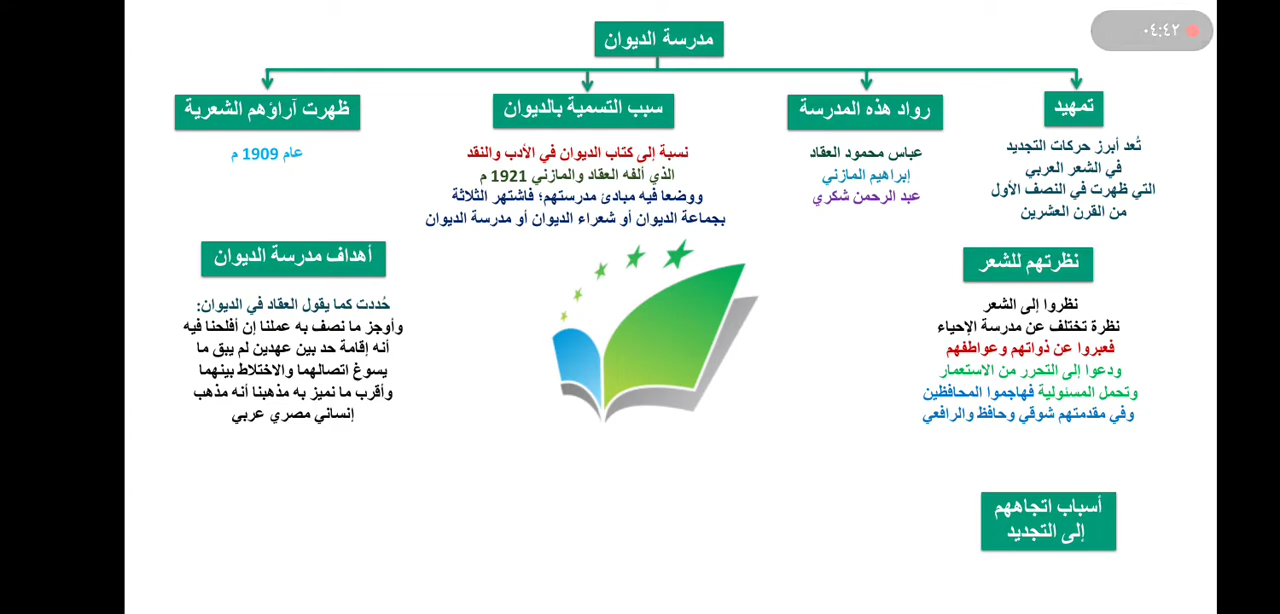 ٠٤:٤٢
مدرسة الديوان
تمهيد
تُعد أبرز حركات التجديد
في الشعر العربي
التي ظهرت في النصف الأول
من القرن العشرين
رواد هذه المدرسة
عباس محمود العقاد
إبراهيم المازني
عبد الرحمن شكري
سبب التسمية بالديوان
نسبة إلى كتاب الديوان في الأدب والنقد
الذي ألفه العقاد والمازني 1921 م
ووضعا فيه مبادئ مدرستهم؛ فاشتهر الثلاثة
بجماعة الديوان أو شعراء الديوان أو مدرسة الديوان
ظهرت آراؤهم الشعرية
عام 1909 م
نظرتهم للشعر
نظروا إلى الشعر
نظرة تختلف عن مدرسة الإحياء
فعبروا عن ذواتهم وعواطفهم
ودعوا إلى التحرر من الاستعمار
وتحمل المسئولية فهاجموا المحافظين
وفي مقدمتهم شوقي وحافظ والرافعي
أهداف مدرسة الديوان
حُددت كما يقول العقاد في الديوان:
وأوجز ما نصف به عملنا إن أفلحنا فيه
أنه إقامة حد بين عهدين لم يبق ما
يسوغ اتصالهما والاختلاط بينهما
وأقرب ما نميز به مذهبنا أنه مذهب
إنساني مصري عربي
أسباب اتجاههم
إلى التجديد